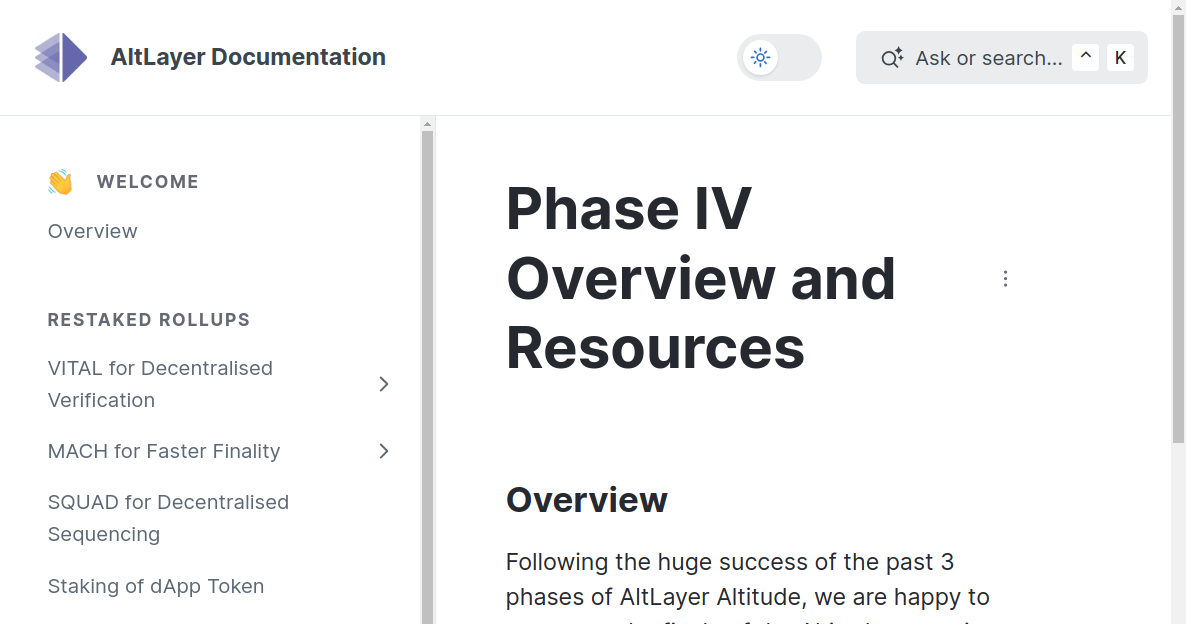 AltLayer Documentation
Ask or search... ^ K
WELCOME
Overview
RESTAKED ROLLUPS
VITAL for Decentralised
Verification
MACH for Faster Finality
SQUAD for Decentralised
Sequencing
Staking of dApp Token
Phase IV
Overview and
Resources
Overview
Following the huge success of the past 3
phases of AltLayer Altitude, we are happy to